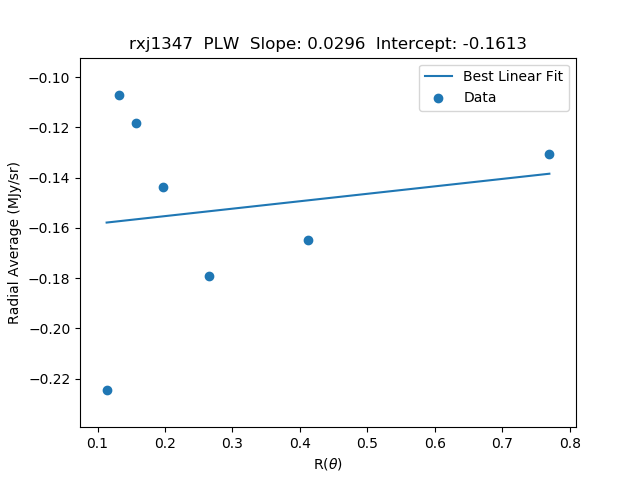 rxj1347  PLW  Slope: 0.0296  Intercept: -0.1613
Best Linear Fit
Data
Radial Average (MJy/sr)
−0.10
−0.12
−0.14
−0.16
−0.18
−0.20
−0.22
0.1 0.2 0.3 0.4 0.5 0.6 0.7 0.8
R(θ)